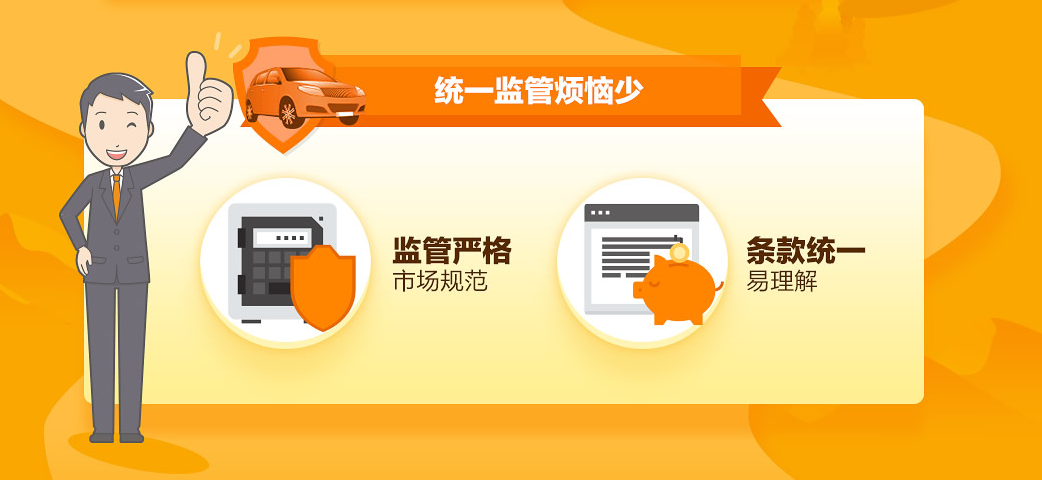 统一监管烦恼少
监管严格
市场规范
条款统一
易理解